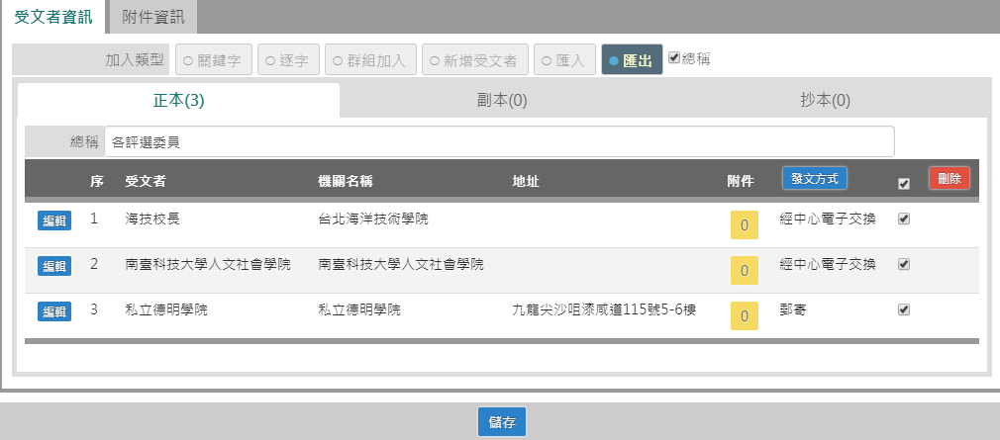 受文者資訊 附件資訊
加入類型 關鍵字 逐字 群組加入 新增受文者 匯入 匯出 總稱
正本(3) 副本(0) 抄本(0)
總稱 各評選委員
序 受文者 機關名稱 地址 附件 發文方式 刪除
編輯 1 海技校長 台北海洋技術學院 0 經中心電子交換
編輯 2 南臺科技大學人文社會學院 南臺科技大學人文社會學院 0 經中心電子交換
編輯 3 私立德明學院 私立德明學院 九龍尖沙咀漆咸道115號5-6樓 0 郵寄
儲存